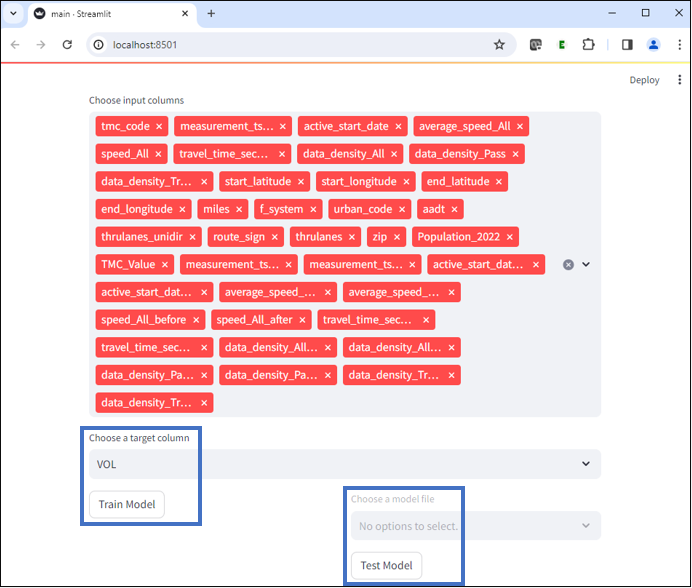 main · Streamlit
localhost:8501
Deploy
Choose input columns
tmc_code measurement_ts... active_start_date average_speed_All
speed_All travel_time_sec... data_density_All data_density_Pass
data_density_Tr... start_latitude start_longitude end_latitude
end_longitude miles f_system urban_code aadt
thrulanes_unidir route_sign thrulanes zip Population_2022
TMC_Value measurement_ts... measurement_ts... active_start_dat...
active_start_dat... average_speed_... average_speed_...
speed_All_before speed_All_after travel_time_sec...
travel_time_sec... data_density_All... data_density_All...
data_density_Pa... data_density_Pa... data_density_Tr...
data_density_Tr...
Choose a target column
VOL
Train Model
Choose a model file
No options to select.
Test Model